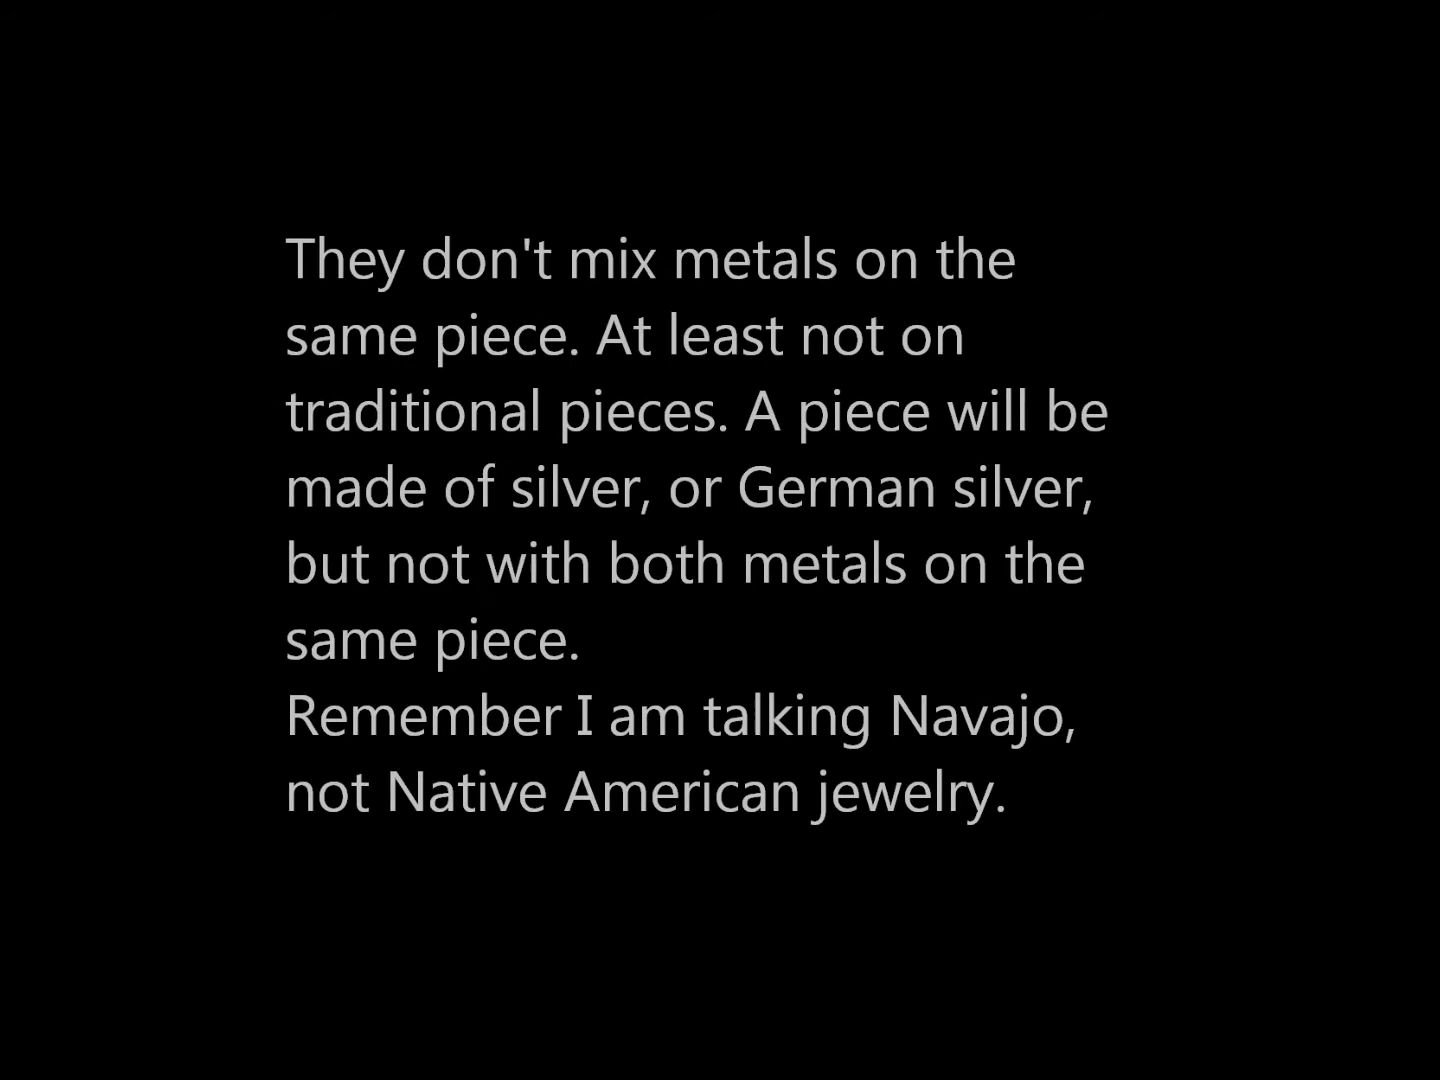 They don't mix metals on the
same piece. At least not on
traditional pieces. A piece will be
made of silver, or German silver,
but not with both metals on the
same piece.
Remember I am talking Navajo,
not Native American jewelry.